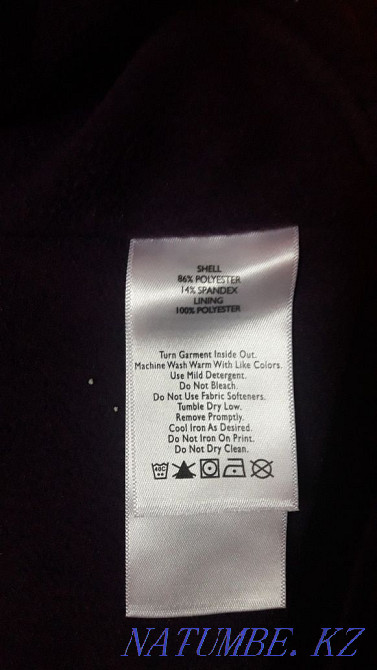 SHELL
86% POLYESTER
14% SPANDEX
LINING
100% POLYESTER
Turn Garment Inside Out.
Machine Wash Warm With Like Colors.
Use Mild Detergent.
Do Not Bleach.
Do Not Use Fabric Softeners.
Tumble Dry Low.
Remove Promptly.
Cool Iron As Desired.
Do Not Iron On Print.
Do Not Dry Clean.
40C
NATUMBE. KZ